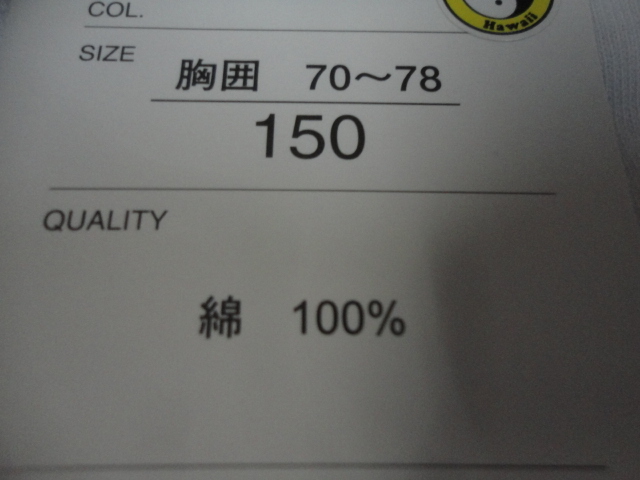 COL.
Hawaii
SIZE
胸囲　70～78
150
QUALITY
綿　100%